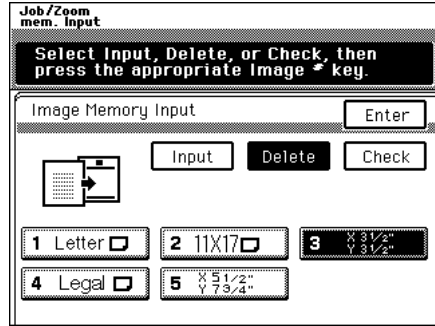 Job/Zoom
mem. Input
Select Input, Delete, or Check, then
press the appropriate Image # key.
Image Memory Input
Enter
Input Delete Check
1 Letter 2 11X17 3 X 3 1/2"
Y 3 1/2"
4 Legal 5 X 5 1/2"
Y 7 3/4"